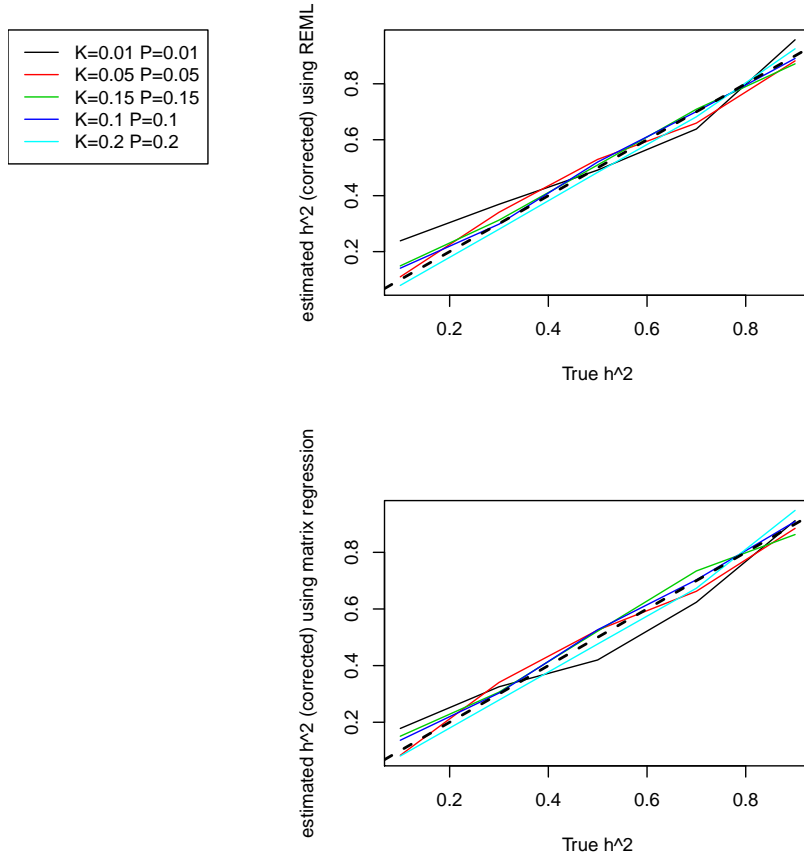 K=0.01 P=0.01
K=0.05 P=0.05
K=0.15 P=0.15
K=0.1 P=0.1
K=0.2 P=0.2
estimated h^2 (corrected) using REML
0.8
0.6
0.4
0.2
0.2 0.4 0.6 0.8
True h^2
estimated h^2 (corrected) using matrix regression
0.8
0.6
0.4
0.2
0.2 0.4 0.6 0.8
True h^2